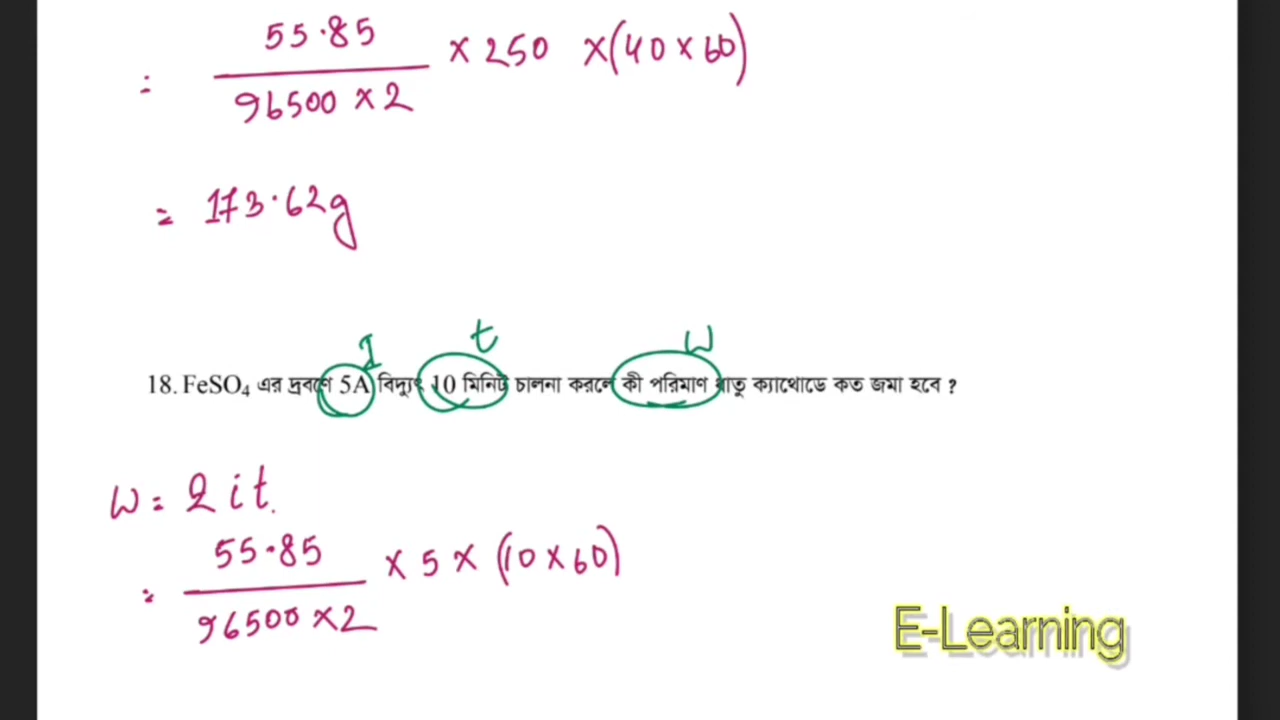 = 55.85 / 96500 × 2 × 250 × (40 × 60)
= 173.62g
I t W
18. FeSO₄ এর দ্রবণে 5A বিদ্যুৎ 10 মিনিট চালনা করলে কী পরিমাণ ধাতু ক্যাথোডে কত জমা হবে ?
W = Z i t
= 55.85 / 96500 × 2 × 5 × (10 × 60)
E-Learning